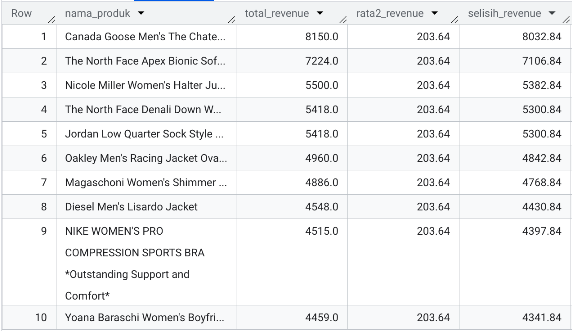 Row nama_produk total_revenue rata2_revenue selisih_revenue
1 Canada Goose Men's The Chate... 8150.0 203.64 8032.84
2 The North Face Apex Bionic Sof... 7224.0 203.64 7106.84
3 Nicole Miller Women's Halter Ju... 5500.0 203.64 5382.84
4 The North Face Denali Down W... 5418.0 203.64 5300.84
5 Jordan Low Quarter Sock Style ... 5418.0 203.64 5300.84
6 Oakley Men's Racing Jacket Ova... 4960.0 203.64 4842.84
7 Magaschoni Women's Shimmer ... 4886.0 203.64 4768.84
8 Diesel Men's Lisardo Jacket 4548.0 203.64 4430.84
9 NIKE WOMEN'S PRO 4515.0 203.64 4397.84
COMPRESSION SPORTS BRA
*Outstanding Support and
Comfort*
10 Yoana Baraschi Women's Boyfri... 4459.0 203.64 4341.84